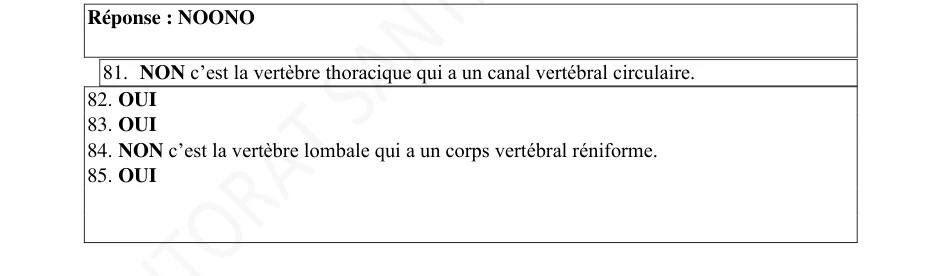 Réponse : NOONO
81. NON c’est la vertèbre thoracique qui a un canal vertébral circulaire.
82. OUI
83. OUI
84. NON c’est la vertèbre lombale qui a un corps vertébral réniforme.
85. OUI